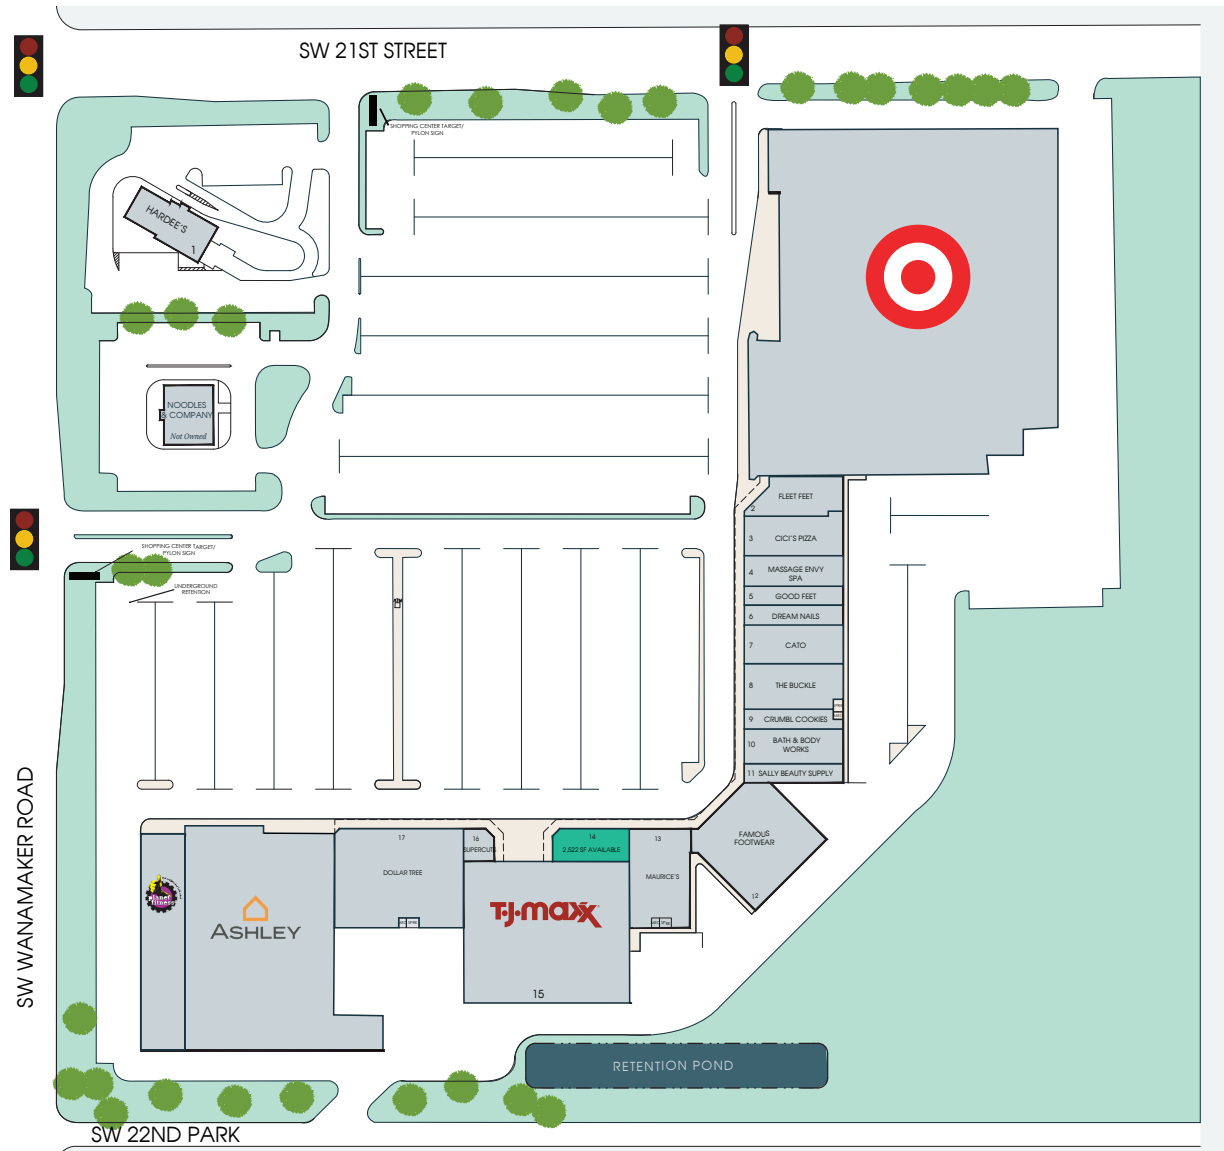 SW 21ST STREET
SHOPPING CENTER TARGET/
PYLON SIGN
HARDEE'S
1
NOODLES
& COMPANY
Not Owned
SHOPPING CENTER TARGET/
PYLON SIGN
UNDERGROUND
RETENTION
FLEET FEET
2
3 CICI'S PIZZA
4 MASSAGE ENVY
SPA
5 GOOD FEET
6 DREAM NAILS
7 CATO
8 THE BUCKLE
9 CRUMBL COOKIES
10 BATH & BODY
WORKS
11 SALLY BEAUTY SUPPLY
FAMOUS
FOOTWEAR
12
13
MAURICE'S
14
2,522 SF AVAILABLE
T·J·maxx
15
16
SUPERCUTS
17
DOLLAR TREE
ASHLEY
planet
fitness
SW WANAMAKER ROAD
RETENTION POND
SW 22ND PARK